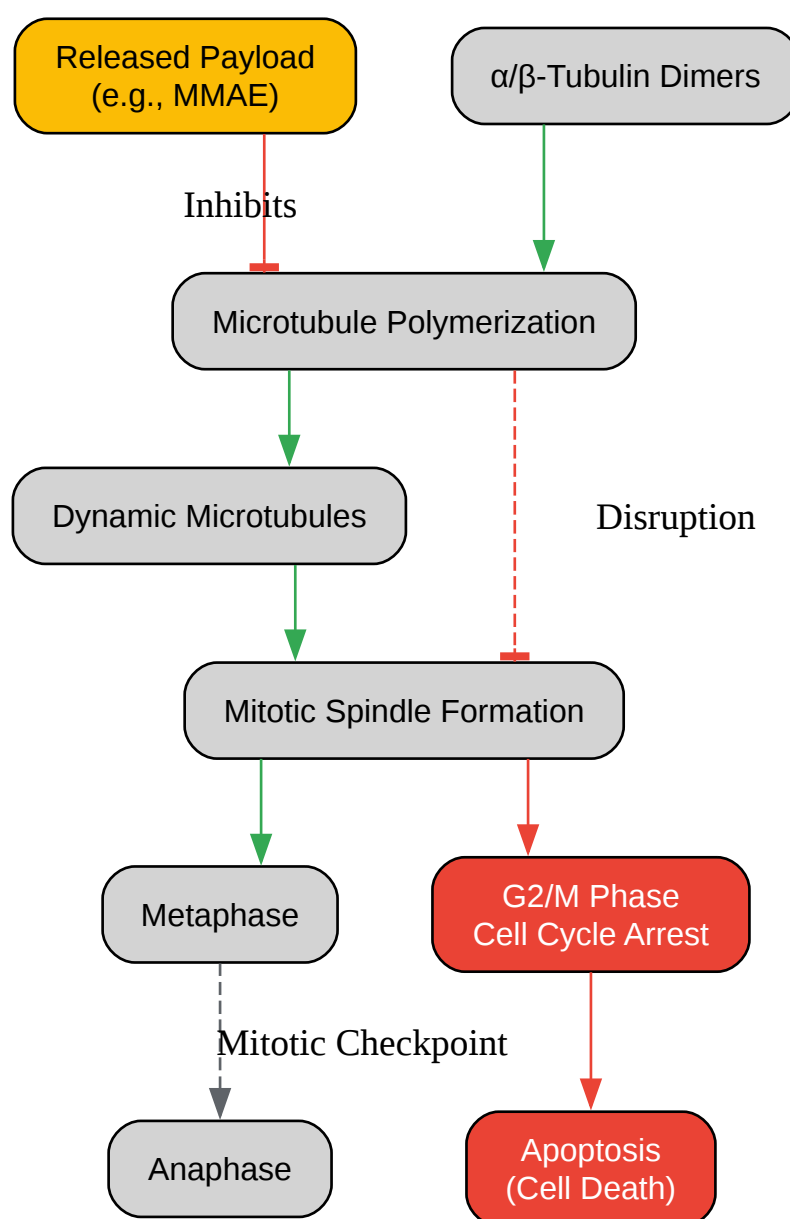 Released Payload
(e.g., MMAE)
α/β-Tubulin Dimers
Inhibits
Microtubule Polymerization
Dynamic Microtubules
Disruption
Mitotic Spindle Formation
Metaphase
G2/M Phase
Cell Cycle Arrest
Mitotic Checkpoint
Anaphase
Apoptosis
(Cell Death)